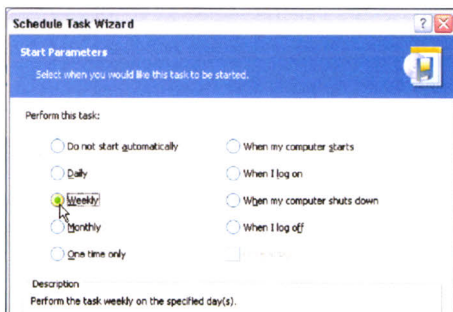 Schedule Task Wizard
Start Parameters
Select when you would like this task to be started.
Perform this task:
Do not start automatically
When my computer starts
Daily
When I log on
Weekly
When my computer shuts down
Monthly
When I log off
One time only
Description
Perform the task weekly on the specified day(s).